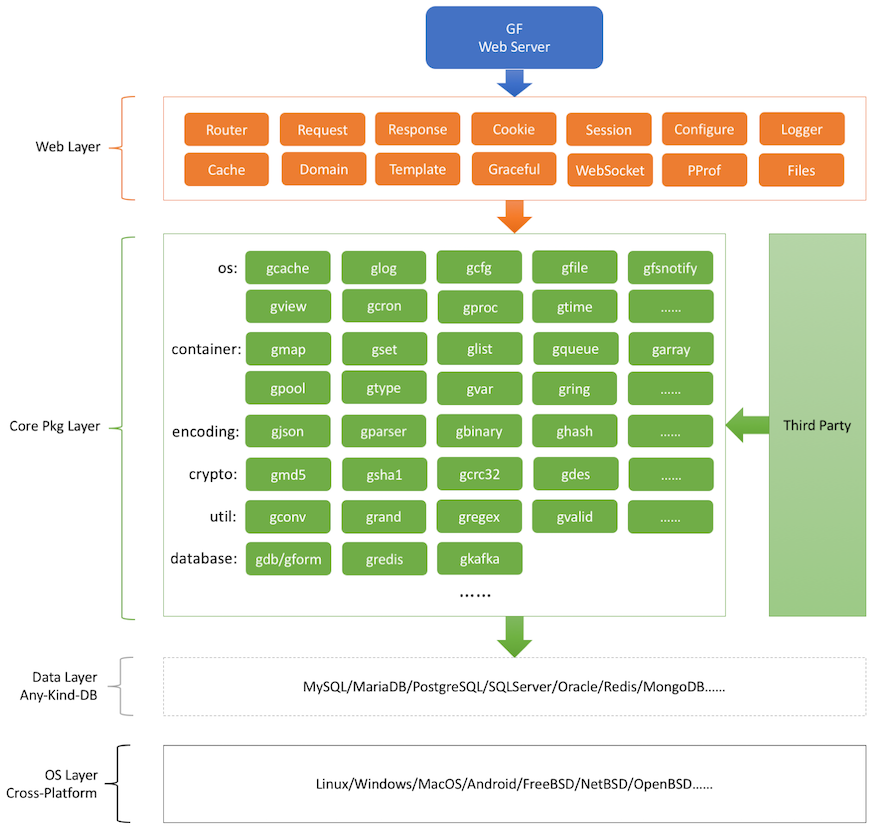 GF
Web Server
Web Layer
Router Request Response Cookie Session Configure Logger
Cache Domain Template Graceful WebSocket PProf Files
Core Pkg Layer
os: gcache glog gcfg gfile gfsnotify
gview gcron gproc gtime ......
container: gmap gset glist gqueue garray
gpool gtype gvar gring ......
encoding: gjson gparser gbinary ghash ......
crypto: gmd5 gsha1 gcrc32 gdes ......
util: gconv grand gregex gvalid ......
database: gdb/gform gredis gkafka
......
Third Party
Data Layer
Any-Kind-DB
MySQL/MariaDB/PostgreSQL/SQLServer/Oracle/Redis/MongoDB......
OS Layer
Cross-Platform
Linux/Windows/MacOS/Android/FreeBSD/NetBSD/OpenBSD......